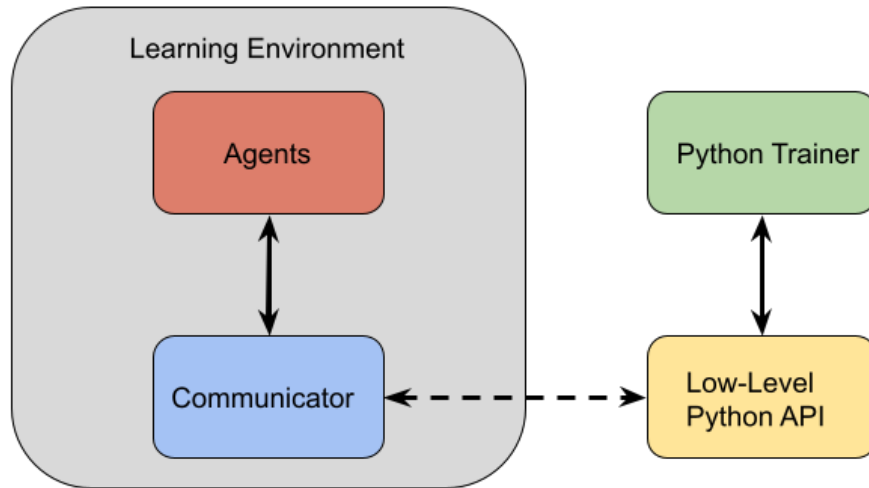 Learning Environment
Agents
Python Trainer
Communicator
Low-Level
Python API